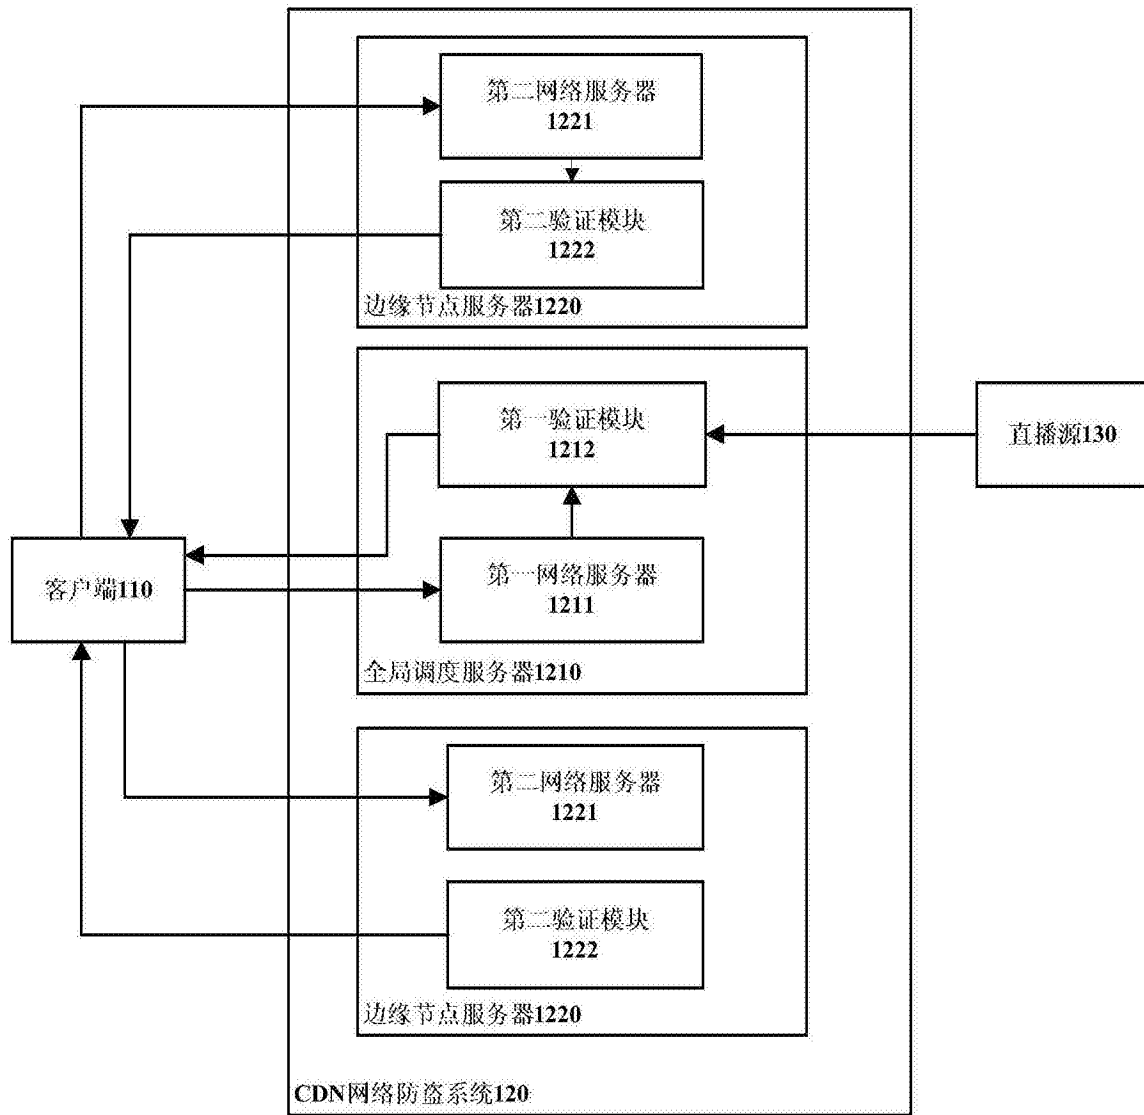 第二网络服务器
1221
第二验证模块
1222
边缘节点服务器1220
第一验证模块
1212
直播源130
客户端110
第一网络服务器
1211
全局调度服务器1210
第二网络服务器
1221
第二验证模块
1222
边缘节点服务器1220
CDN网络防盗系统120